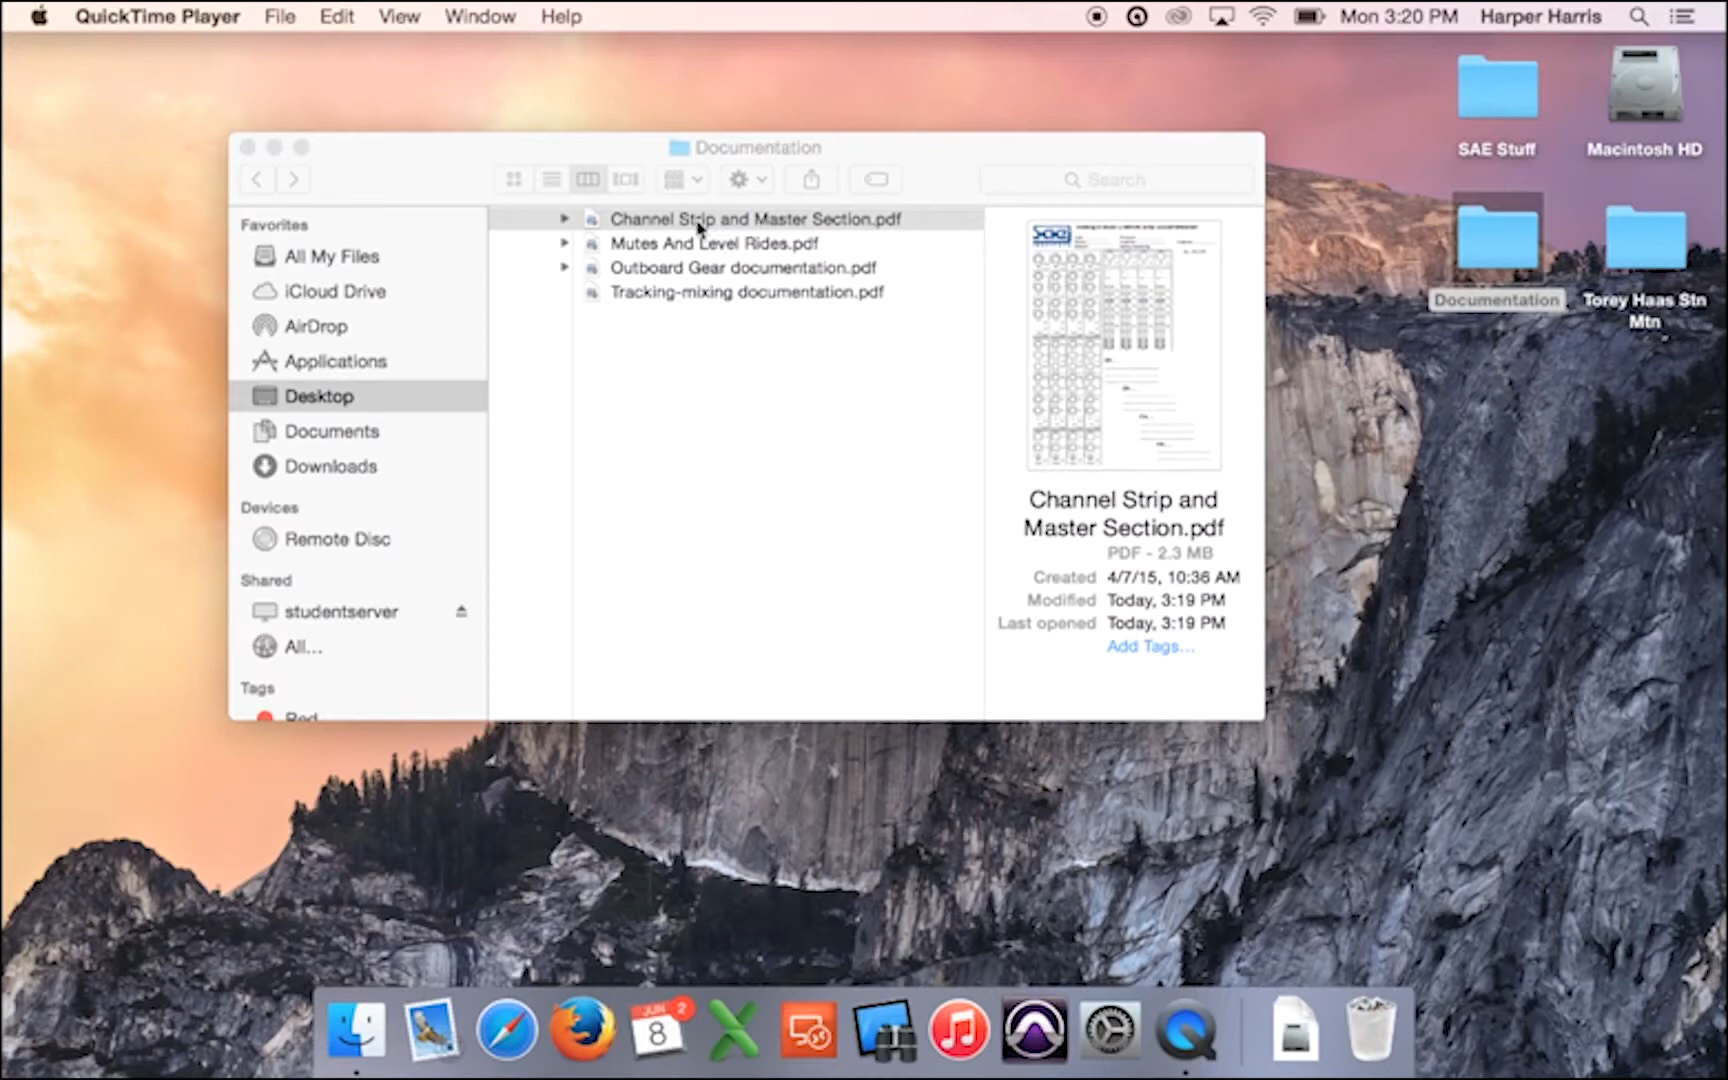 QuickTime Player File Edit View Window Help
Mon 3:20 PM Harper Harris
SAE Stuff
Macintosh HD
Documentation
Torey Haas Stn
Mtn
Documentation
Search
Favorites
All My Files
iCloud Drive
AirDrop
Applications
Desktop
Documents
Downloads
Devices
Remote Disc
Shared
studentserver
All...
Tags
Red
Channel Strip and Master Section.pdf
Mutes And Level Rides.pdf
Outboard Gear documentation.pdf
Tracking-mixing documentation.pdf
Channel Strip and
Master Section.pdf
PDF - 2.3 MB
Created 4/7/15, 10:36 AM
Modified Today, 3:19 PM
Last opened Today, 3:19 PM
Add Tags...
JUN 2
8